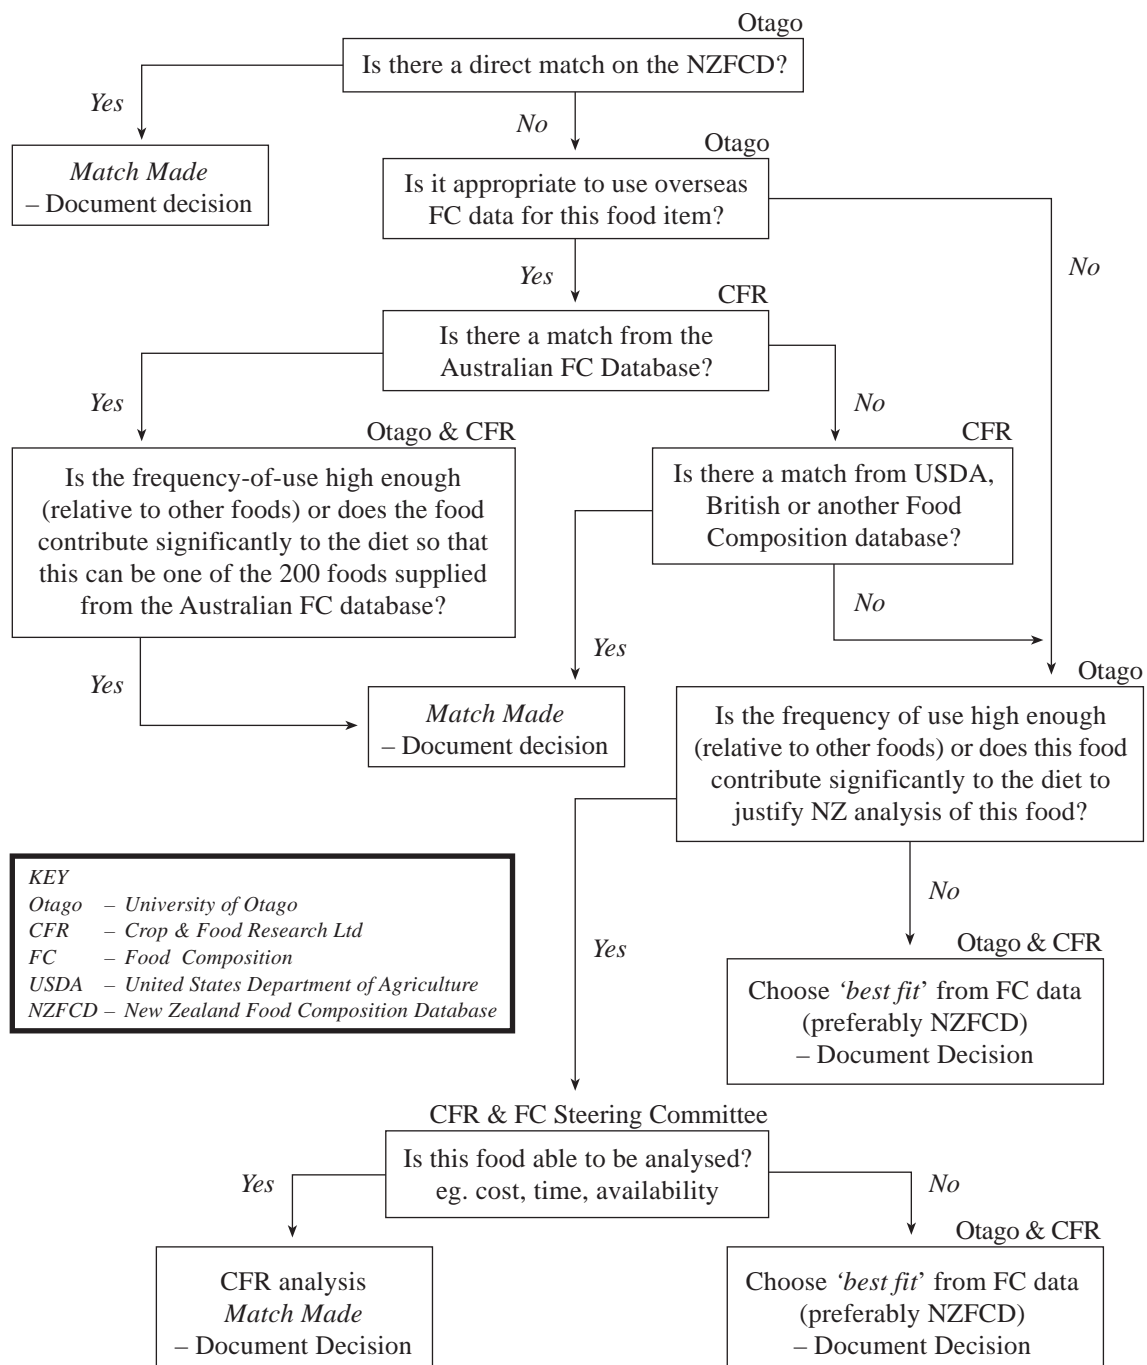 Otago
Is there a direct match on the NZFCD?
Yes
No
Match Made
– Document decision
Otago
Is it appropriate to use overseas
FC data for this food item?
Yes
No
CFR
Is there a match from the
Australian FC Database?
Yes
No
Otago & CFR
Is the frequency-of-use high enough
(relative to other foods) or does the food
contribute significantly to the diet so that
this can be one of the 200 foods supplied
from the Australian FC database?
CFR
Is there a match from USDA,
British or another Food
Composition database?
No
Yes
Yes
Match Made
– Document decision
Otago
Is the frequency of use high enough
(relative to other foods) or does this food
contribute significantly to the diet to
justify NZ analysis of this food?
KEY
Otago – University of Otago
CFR – Crop & Food Research Ltd
FC – Food Composition
USDA – United States Department of Agriculture
NZFCD – New Zealand Food Composition Database
Yes
No
Otago & CFR
Choose ‘best fit’ from FC data
(preferably NZFCD)
– Document Decision
CFR & FC Steering Committee
Is this food able to be analysed?
eg. cost, time, availability
Yes
No
CFR analysis
Match Made
– Document Decision
Otago & CFR
Choose ‘best fit’ from FC data
(preferably NZFCD)
– Document Decision